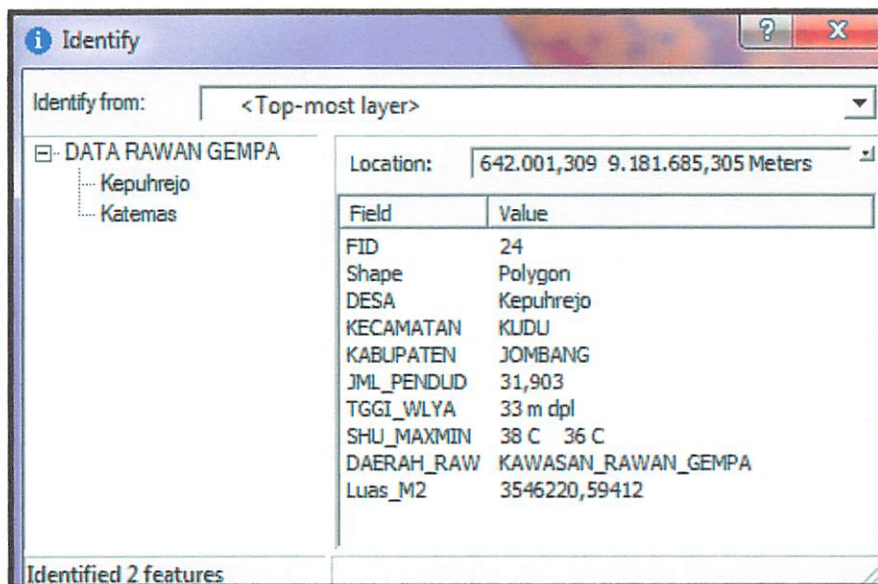 Identify
Identify from: <Top-most layer>
DATA RAWAN GEMPA
Kepuhrejo
Katemas
Location: 642.001,309 9.181.685,305 Meters
Field Value
FID 24
Shape Polygon
DESA Kepuhrejo
KECAMATAN KUDU
KABUPATEN JOMBANG
JML_PENDUD 31,903
TGGI_WLYA 33 m dpl
SHU_MAXMIN 38 C 36 C
DAERAH_RAW KAWASAN_RAWAN_GEMPA
Luas_M2 3546220,59412
Identified 2 features